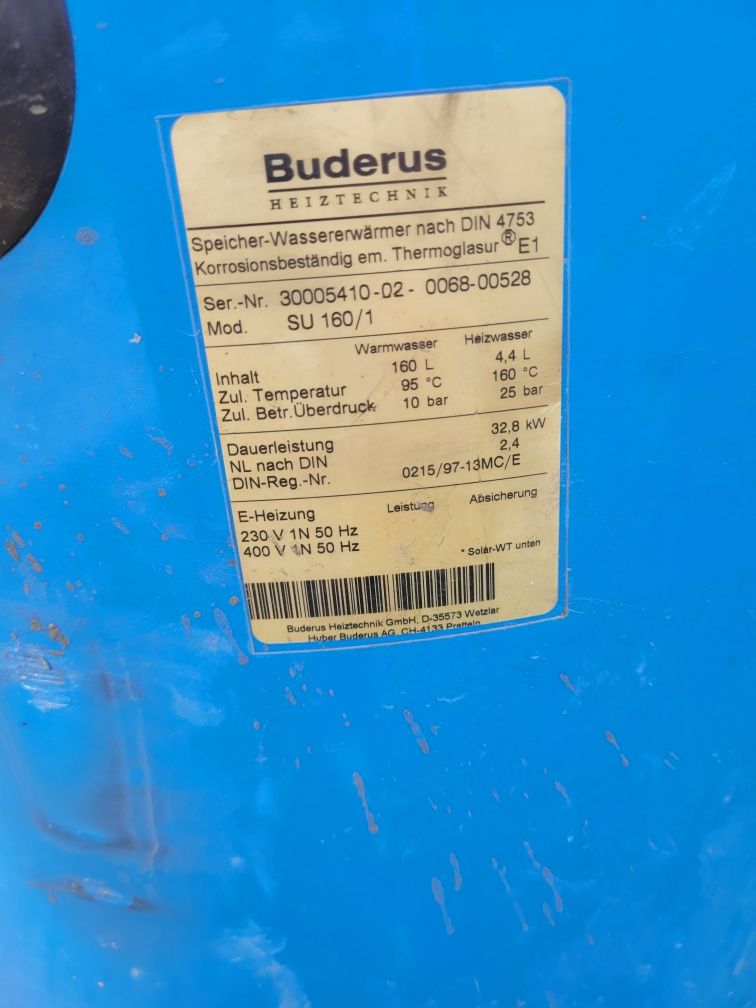 Buderus
HEIZTECHNIK
Speicher-Wassererwärmer nach DIN 4753
Korrosionsbeständig em. Thermoglasur® E1
Ser.-Nr. 30005410-02- 0068-00528
Mod. SU 160/1
Warmwasser Heizwasser
Inhalt 160 L 4,4 L
Zul. Temperatur 95 °C 160 °C
Zul. Betr.Überdruck 10 bar 25 bar
Dauerleistung 32,8 kW
NL nach DIN 2,4
DIN-Reg.-Nr. 0215/97-13MC/E
E-Heizung Leistung Absicherung
230 V 1N 50 Hz
400 V 1N 50 Hz
* Solar-WT unten
Buderus Heiztechnik GmbH, D-35573 Wetzlar
Huber Buderus AG, CH-4133 Pratteln